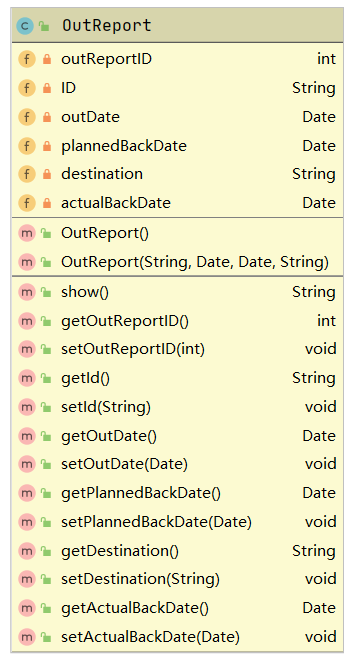 C OutReport
f outReportID int
f ID String
f outDate Date
f plannedBackDate Date
f destination String
f actualBackDate Date
m OutReport()
m OutReport(String, Date, Date, String)
m show() String
m getOutReportID() int
m setOutReportID(int) void
m getId() String
m setId(String) void
m getOutDate() Date
m setOutDate(Date) void
m getPlannedBackDate() Date
m setPlannedBackDate(Date) void
m getDestination() String
m setDestination(String) void
m getActualBackDate() Date
m setActualBackDate(Date) void